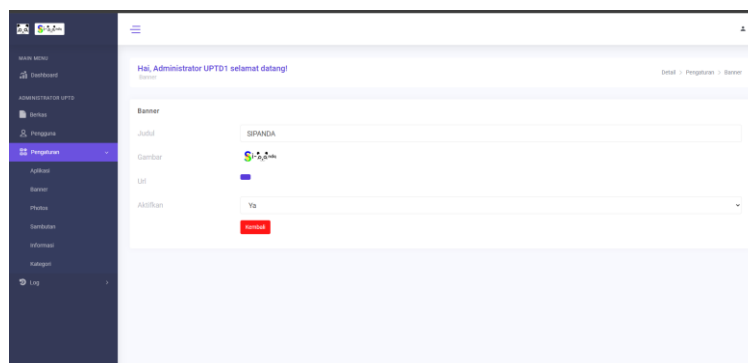 MAIN MENU
Dashboard
ADMINISTRATOR UPTD
Berkas
Pengguna
Pengaturan
Aplikasi
Banner
Photos
Sambutan
Informasi
Kategori
Log
Hai, Administrator UPTD1 selamat datang!
Banner
Detail > Pengaturan > Banner
Banner
Judul
SIPANDA
Gambar
Url
Aktifkan
Ya
Kembali